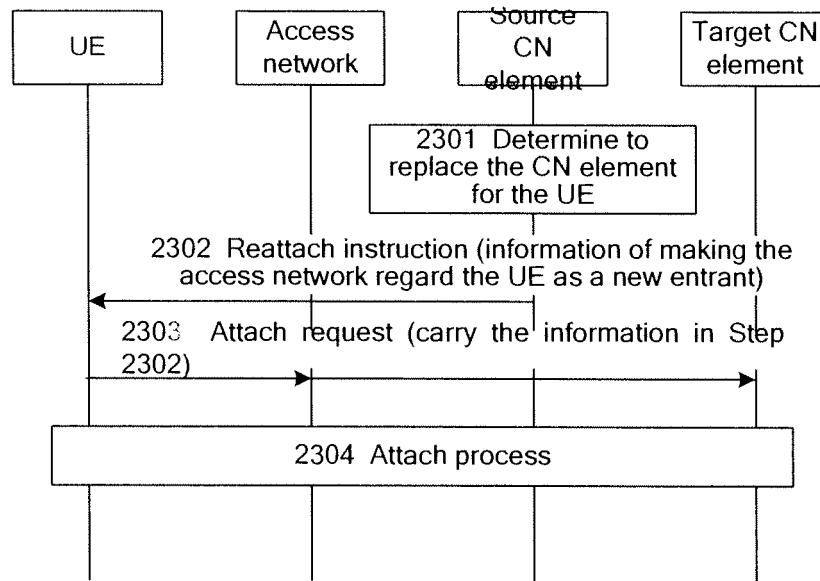 UE
Access
network
Source
CN
element
Target CN
element
2301 Determine to
replace the CN element
for the UE
2302 Reattach instruction (information of making the
access network regard the UE as a new entrant)
2303 Attach request (carry the information in Step
2302)
2304 Attach process